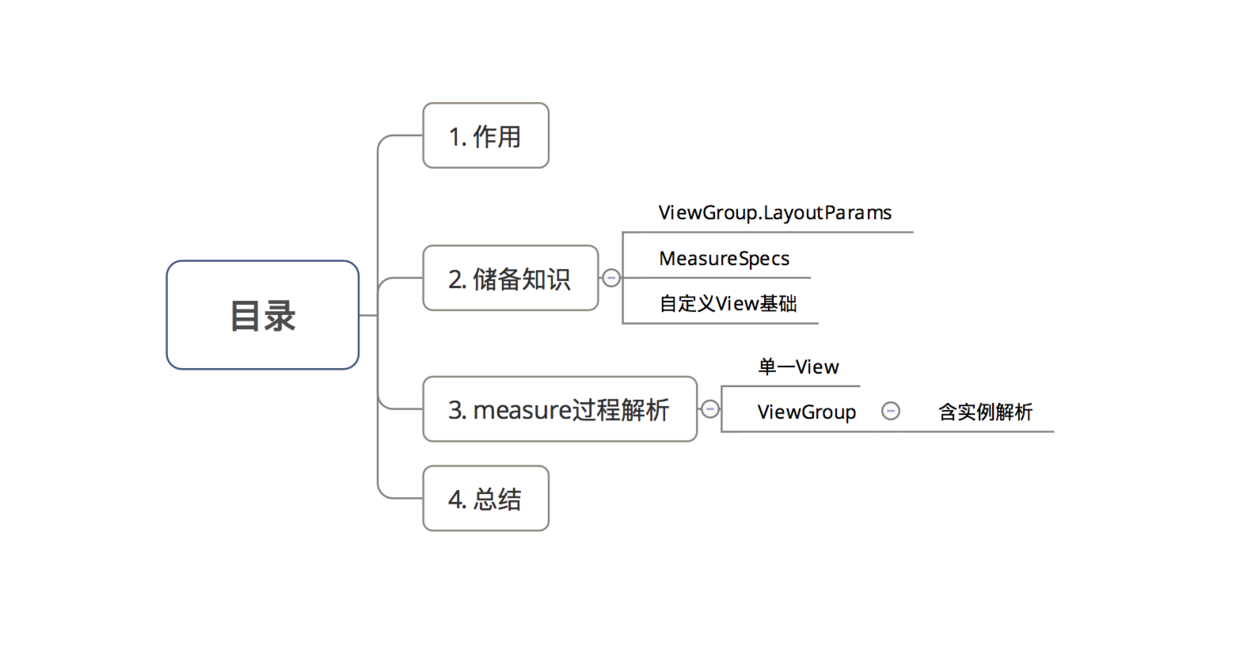 目录
1. 作用
2. 储备知识
ViewGroup.LayoutParams
MeasureSpecs
自定义View基础
3. measure过程解析
单一View
ViewGroup
含实例解析
4. 总结